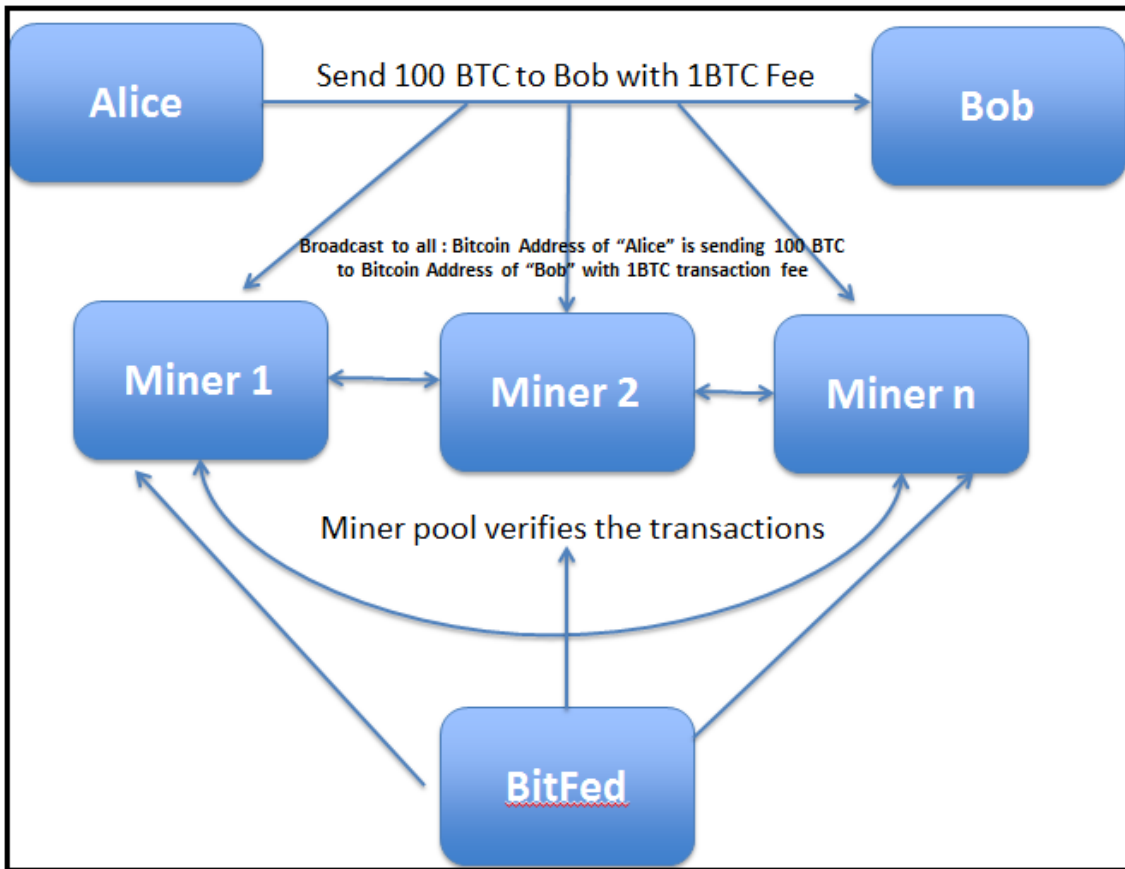 Alice
Send 100 BTC to Bob with 1BTC Fee
Bob
Broadcast to all : Bitcoin Address of “Alice” is sending 100 BTC
to Bitcoin Address of “Bob” with 1BTC transaction fee
Miner 1
Miner 2
Miner n
Miner pool verifies the transactions
BitFed